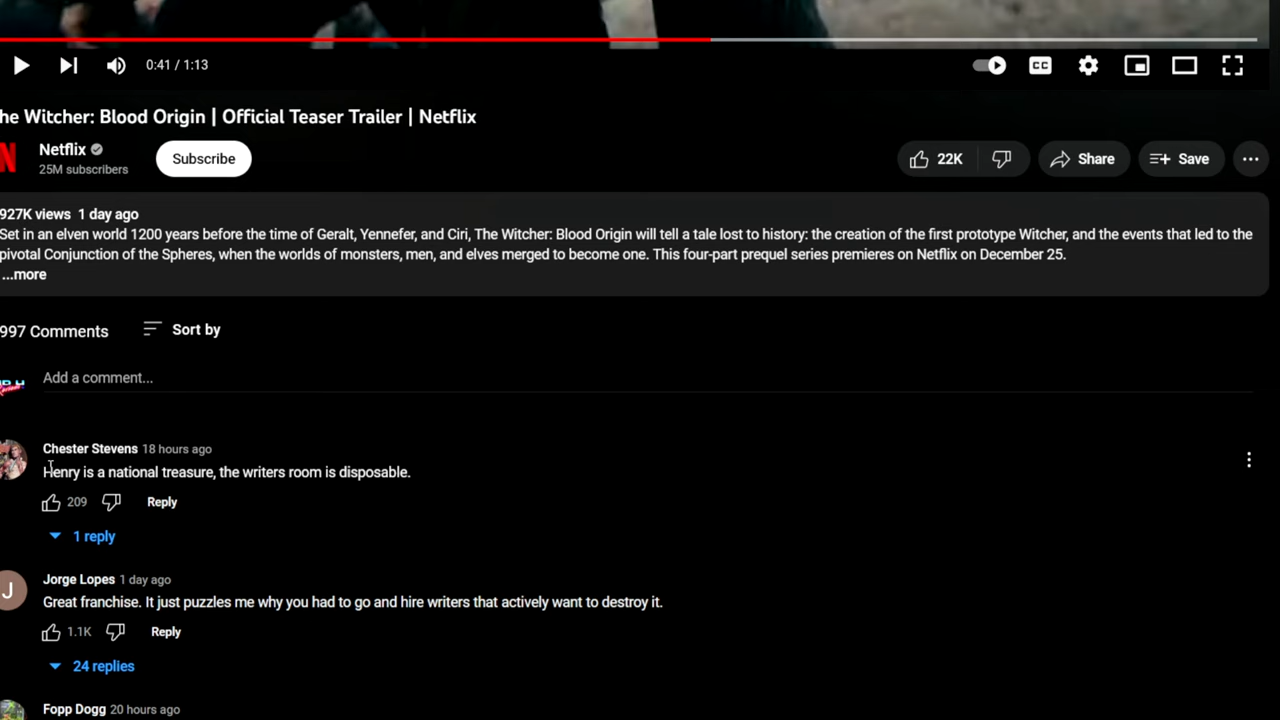 0:41 / 1:13
CC
he Witcher: Blood Origin | Official Teaser Trailer | Netflix
Netflix
25M subscribers
Subscribe
22K
Share
Save
927K views 1 day ago
Set in an elven world 1200 years before the time of Geralt, Yennefer, and Ciri, The Witcher: Blood Origin will tell a tale lost to history: the creation of the first prototype Witcher, and the events that led to the
pivotal Conjunction of the Spheres, when the worlds of monsters, men, and elves merged to become one. This four-part prequel series premieres on Netflix on December 25.
...more
997 Comments
Sort by
Add a comment...
Chester Stevens 18 hours ago
Henry is a national treasure, the writers room is disposable.
209
Reply
1 reply
J
Jorge Lopes 1 day ago
Great franchise. It just puzzles me why you had to go and hire writers that actively want to destroy it.
1.1K
Reply
24 replies
Fopp Dogg 20 hours ago